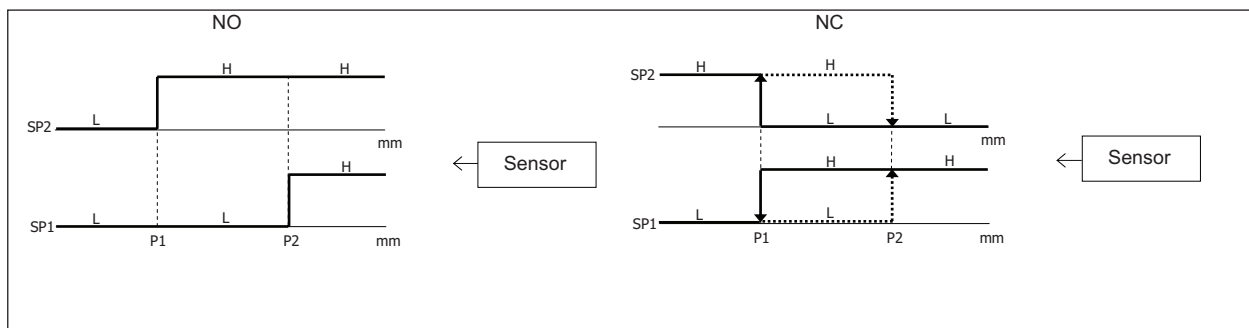 NO
H H
L
SP2
mm
Sensor
H
L L
SP1
P1 P2
mm
NC
H H
SP2
L L
mm
Sensor
H H
L L
SP1
P1 P2
mm